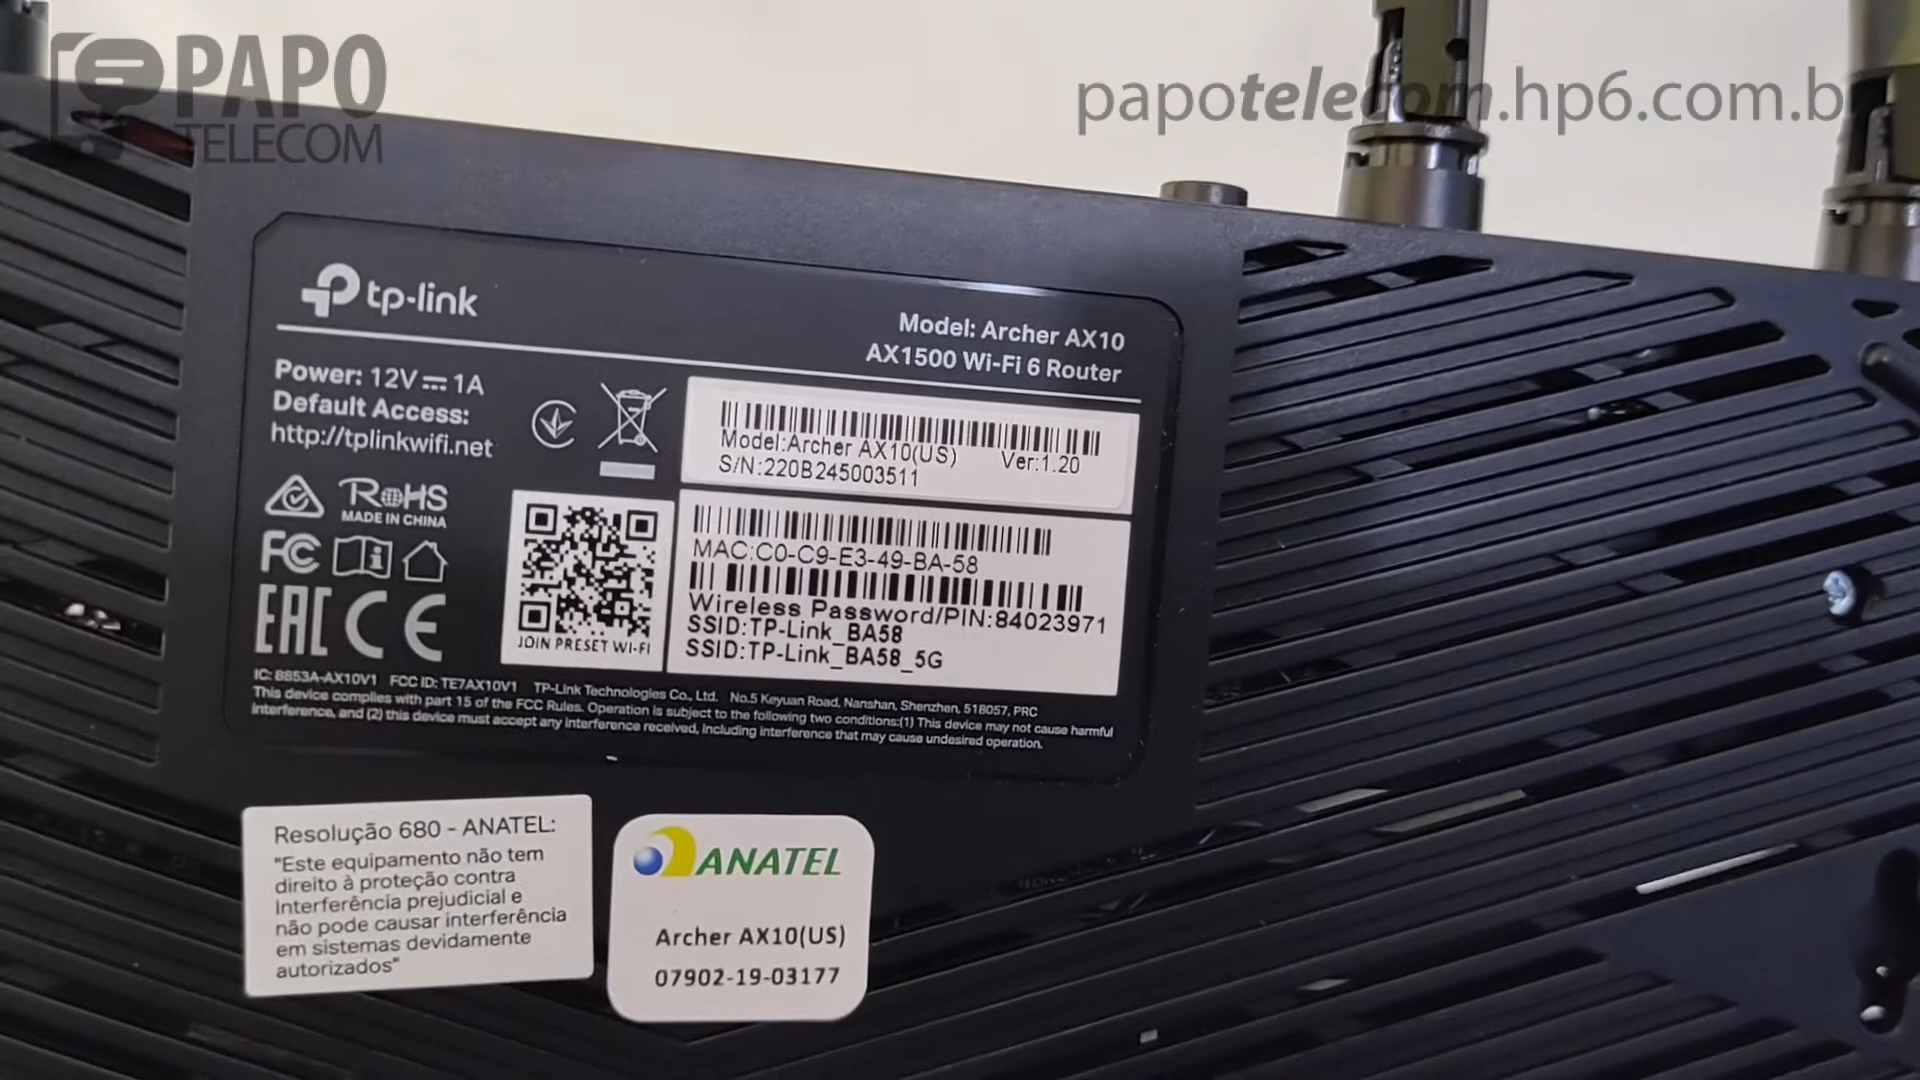 PAPO
TELECOM
papotelecom.hp6.com.b
tp-link
Model: Archer AX10
AX1500 Wi-Fi 6 Router
Power: 12V⎓1A
Default Access:
http://tplinkwifi.net
Model:Archer AX10(US) Ver:1.20
S/N:220B245003511
RoHS
MADE IN CHINA
FC
EAC CE
JOIN PRESET WI-FI
MAC:C0-C9-E3-49-BA-58
Wireless Password/PIN:84023971
SSID:TP-Link_BA58
SSID:TP-Link_BA58_5G
IC: 8853A-AX10V1 FCC ID: TE7AX10V1 TP-Link Technologies Co., Ltd. No.5 Keyuan Road, Nanshan, Shenzhen, 518057, PRC
This device complies with part 15 of the FCC Rules. Operation is subject to the following two conditions:(1) This device may not cause harmful
interference, and (2) this device must accept any interference received, including interference that may cause undesired operation.
Resolução 680 - ANATEL:
"Este equipamento não tem
direito à proteção contra
Interferência prejudicial e
não pode causar interferência
em sistemas devidamente
autorizados"
ANATEL
Archer AX10(US)
07902-19-03177